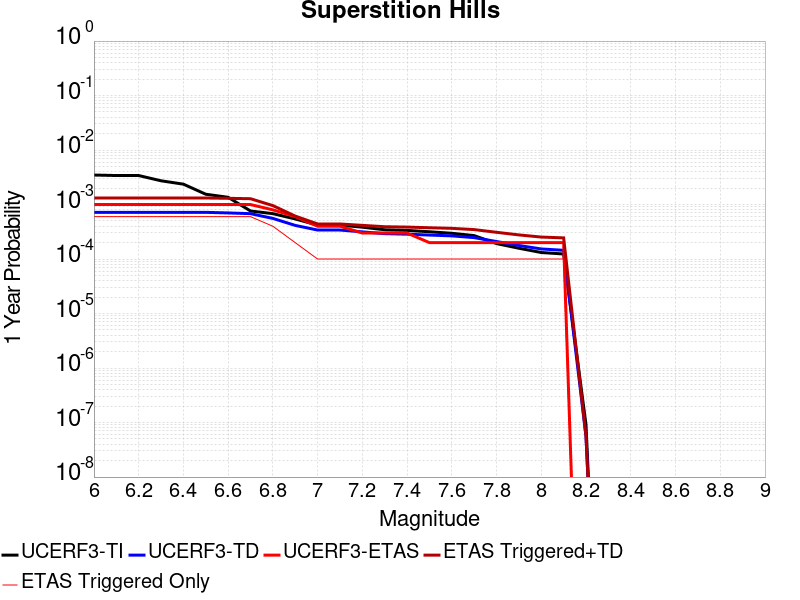 Superstition Hills
10^0
10^-1
10^-2
10^-3
10^-4
10^-5
10^-6
10^-7
10^-8
1 Year Probability
6 6.2 6.4 6.6 6.8 7 7.2 7.4 7.6 7.8 8 8.2 8.4 8.6 8.8 9
Magnitude
UCERF3-TI UCERF3-TD UCERF3-ETAS ETAS Triggered+TD
ETAS Triggered Only